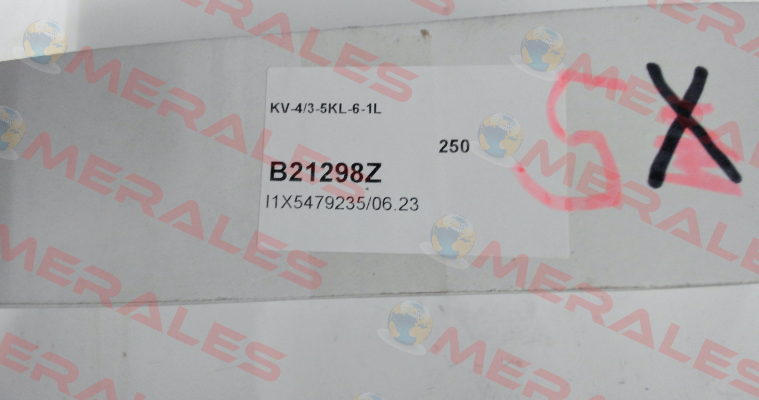 KV-4/3-5KL-6-1L
250
B21298Z
I1X5479235/06.23
X
MERALES
MERALES
MERALES
MERALES
MERALES
MERALES